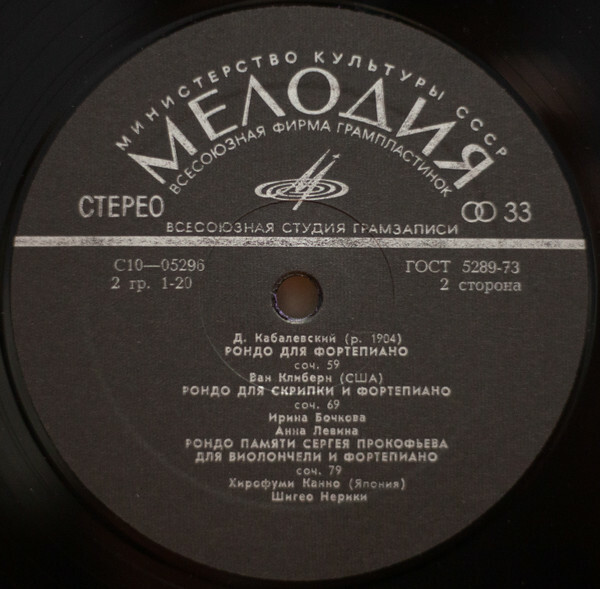 МИНИСТЕРСТВО КУЛЬТУРЫ СССР
МЕЛОДИЯ
ВСЕСОЮЗНАЯ ФИРМА ГРАМПЛАСТИНОК
СТЕРЕО
33
ВСЕСОЮЗНАЯ СТУДИЯ ГРАМЗАПИСИ
С10—05296
ГОСТ 5289-73
2 гр. 1-20
2 сторона
Д. Кабалевский (р. 1904)
РОНДО ДЛЯ ФОРТЕПИАНО
соч. 59
Ван Клиберн (США)
РОНДО ДЛЯ СКРИПКИ И ФОРТЕПИАНО
соч. 69
Ирина Бочкова
Анна Левина
РОНДО ПАМЯТИ СЕРГЕЯ ПРОКОФЬЕВА
ДЛЯ ВИОЛОНЧЕЛИ И ФОРТЕПИАНО
соч. 79
Хирофуми Канно (Япония)
Шигео Нерики